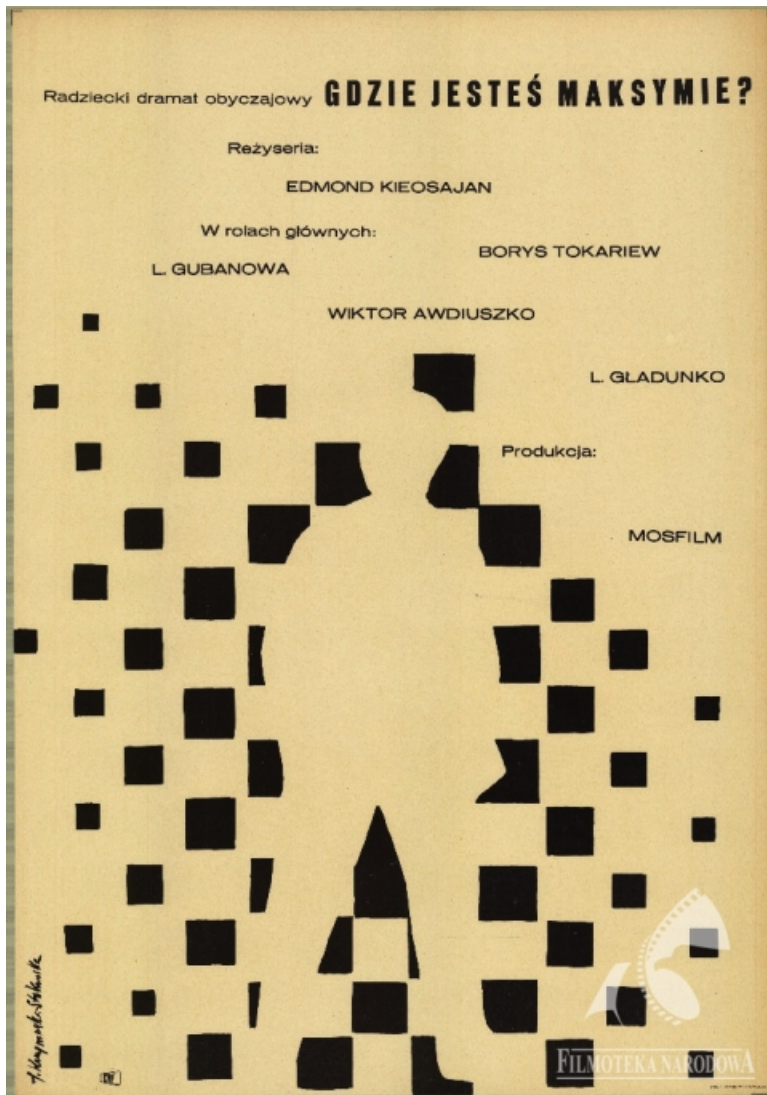 Radziecki dramat obyczajowy GDZIE JESTEŚ MAKSYMIE?
Reżyseria:
EDMOND KIEOSAJAN
W rolach głównych:
BORYS TOKARIEW
L. GUBANOWA
WIKTOR AWDIUSZKO
L. GŁADUNKO
Produkcja:
MOSFILM
FILMOTEKA NARODOWA